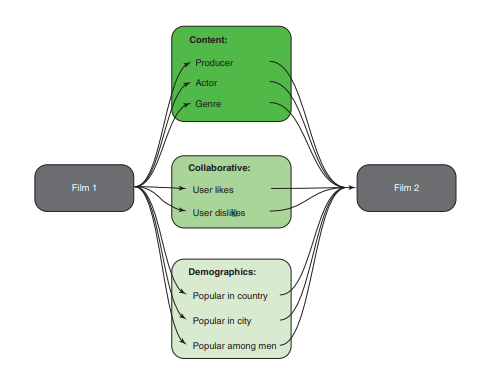 Content:
Producer
Actor
Genre
Film 1
Collaborative:
User likes
User dislikes
Film 2
Demographics:
Popular in country
Popular in city
Popular among men